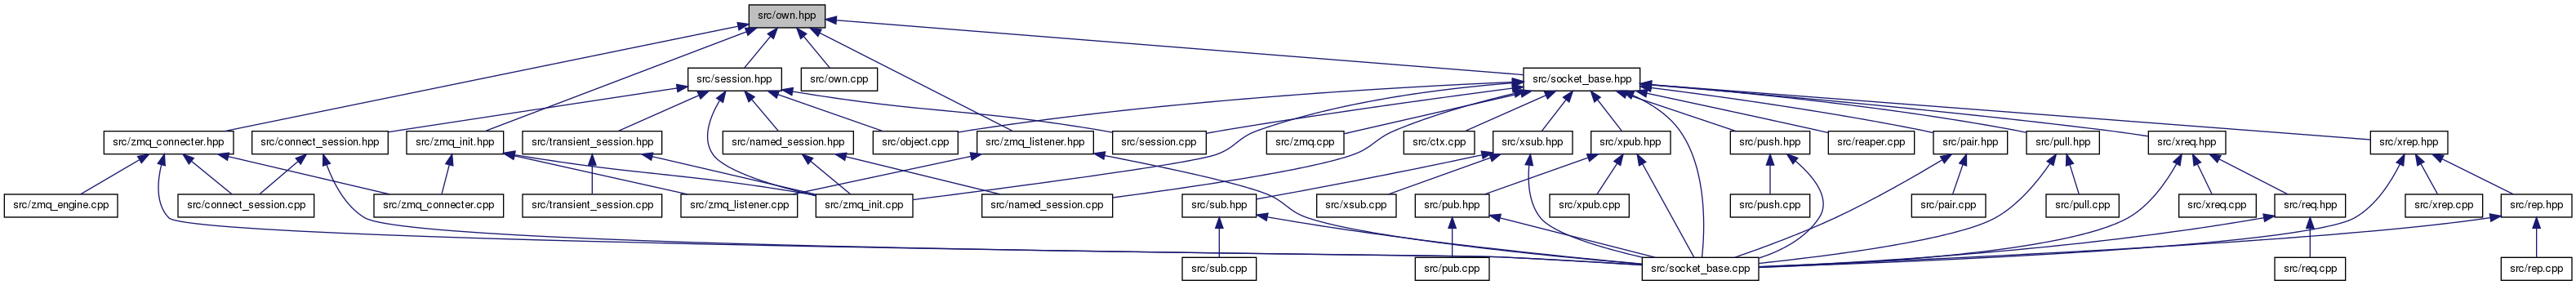 src/own.hpp
src/session.hpp
src/own.cpp
src/socket_base.hpp
src/zmq_connecter.hpp
src/connect_session.hpp
src/zmq_init.hpp
src/transient_session.hpp
src/named_session.hpp
src/object.cpp
src/zmq_listener.hpp
src/session.cpp
src/zmq.cpp
src/ctx.cpp
src/xsub.hpp
src/xpub.hpp
src/push.hpp
src/reaper.cpp
src/pair.hpp
src/pull.hpp
src/xreq.hpp
src/xrep.hpp
src/zmq_engine.cpp
src/connect_session.cpp
src/zmq_connecter.cpp
src/transient_session.cpp
src/zmq_listener.cpp
src/zmq_init.cpp
src/named_session.cpp
src/sub.hpp
src/xsub.cpp
src/pub.hpp
src/xpub.cpp
src/push.cpp
src/pair.cpp
src/pull.cpp
src/xreq.cpp
src/req.hpp
src/xrep.cpp
src/rep.hpp
src/sub.cpp
src/pub.cpp
src/socket_base.cpp
src/req.cpp
src/rep.cpp